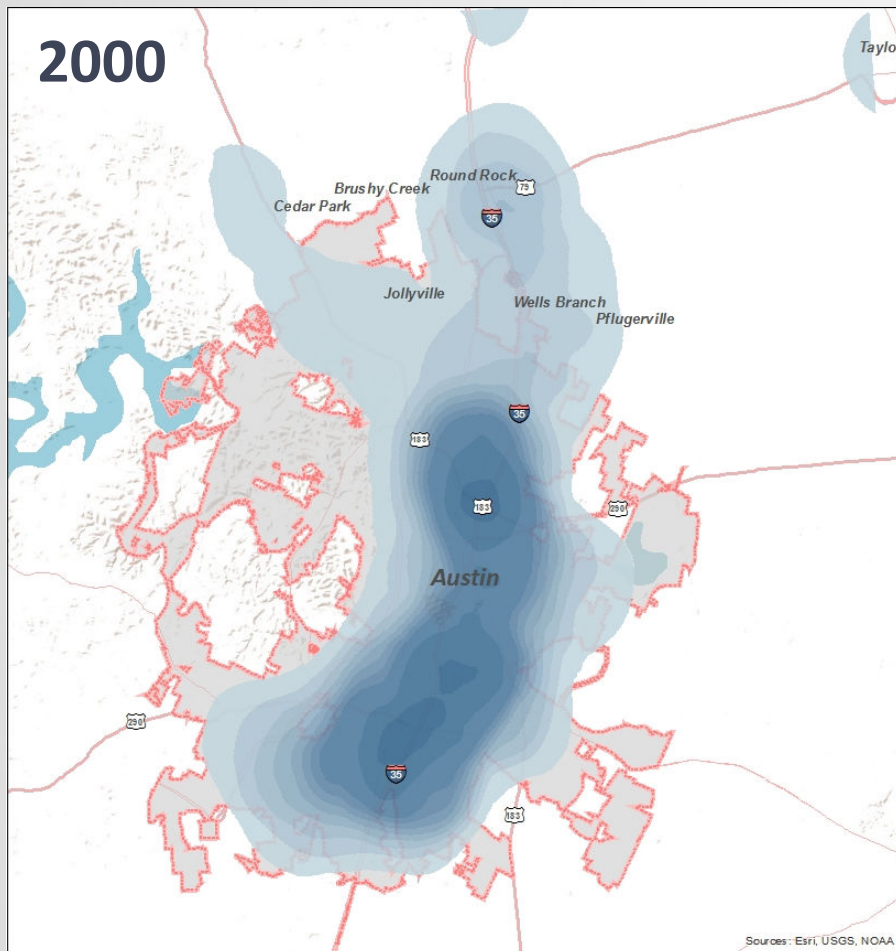 2000
Taylo
Round Rock
79
Brushy Creek
Cedar Park
35
Jollyville
Wells Branch
Pflugerville
35
183
183
290
Austin
290
35
183
Sources: Esri, USGS, NOAA